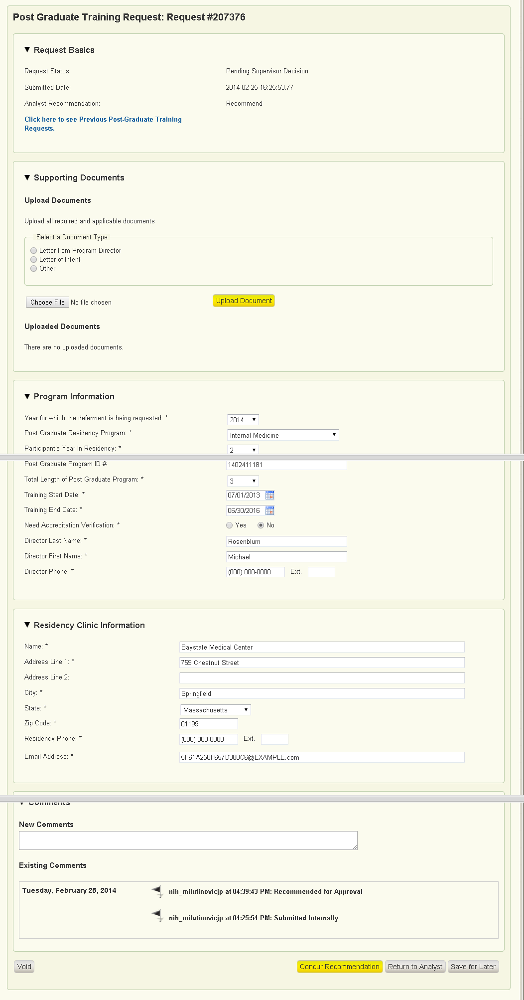 Post Graduate Training Request: Request #207376
▼ Request Basics
Request Status: Pending Supervisor Decision
Submitted Date: 2014-02-25 16:25:53.77
Analyst Recommendation: Recommend
Click here to see Previous Post-Graduate Training
Requests.
▼ Supporting Documents
Upload Documents
Upload all required and applicable documents
Select a Document Type
Letter from Program Director
Letter of Intent
Other
Choose File No file chosen Upload Document
Uploaded Documents
There are no uploaded documents.
▼ Program Information
Year for which the deferment is being requested: * 2014
Post Graduate Residency Program: * Internal Medicine
Participant's Year In Residency: * 2
Post Graduate Program ID #: 1402411181
Total Length of Post Graduate Program: * 3
Training Start Date: * 07/01/2013
Training End Date: * 06/30/2016
Need Accreditation Verification: * Yes No
Director Last Name: * Rosenblum
Director First Name: * Michael
Director Phone: * (000) 000-0000 Ext.
▼ Residency Clinic Information
Name: * Baystate Medical Center
Address Line 1: * 759 Chestnut Street
Address Line 2:
City: * Springfield
State: * Massachusetts
Zip Code: * 01199
Residency Phone: * (000) 000-0000 Ext.
Email Address: * 5F61A250F657D388C6@EXAMPLE.com
▼ Comments
New Comments
Existing Comments
Tuesday, February 25, 2014 nih_milutinovicjp at 04:39:43 PM: Recommended for Approval
nih_milutinovicjp at 04:25:54 PM: Submitted Internally
Void Concur Recommendation Return to Analyst Save for Later